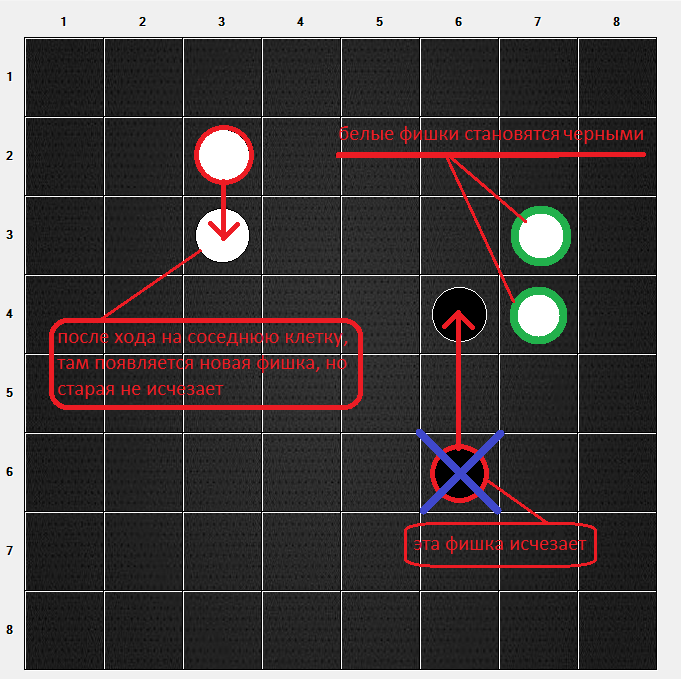 1 2 3 4 5 6 7 8
1
белые фишки становятся черными
2
3
4
после хода на соседнюю клетку,
там появляется новая фишка, но
старая не исчезает
5
6
эта фишка исчезает
7
8